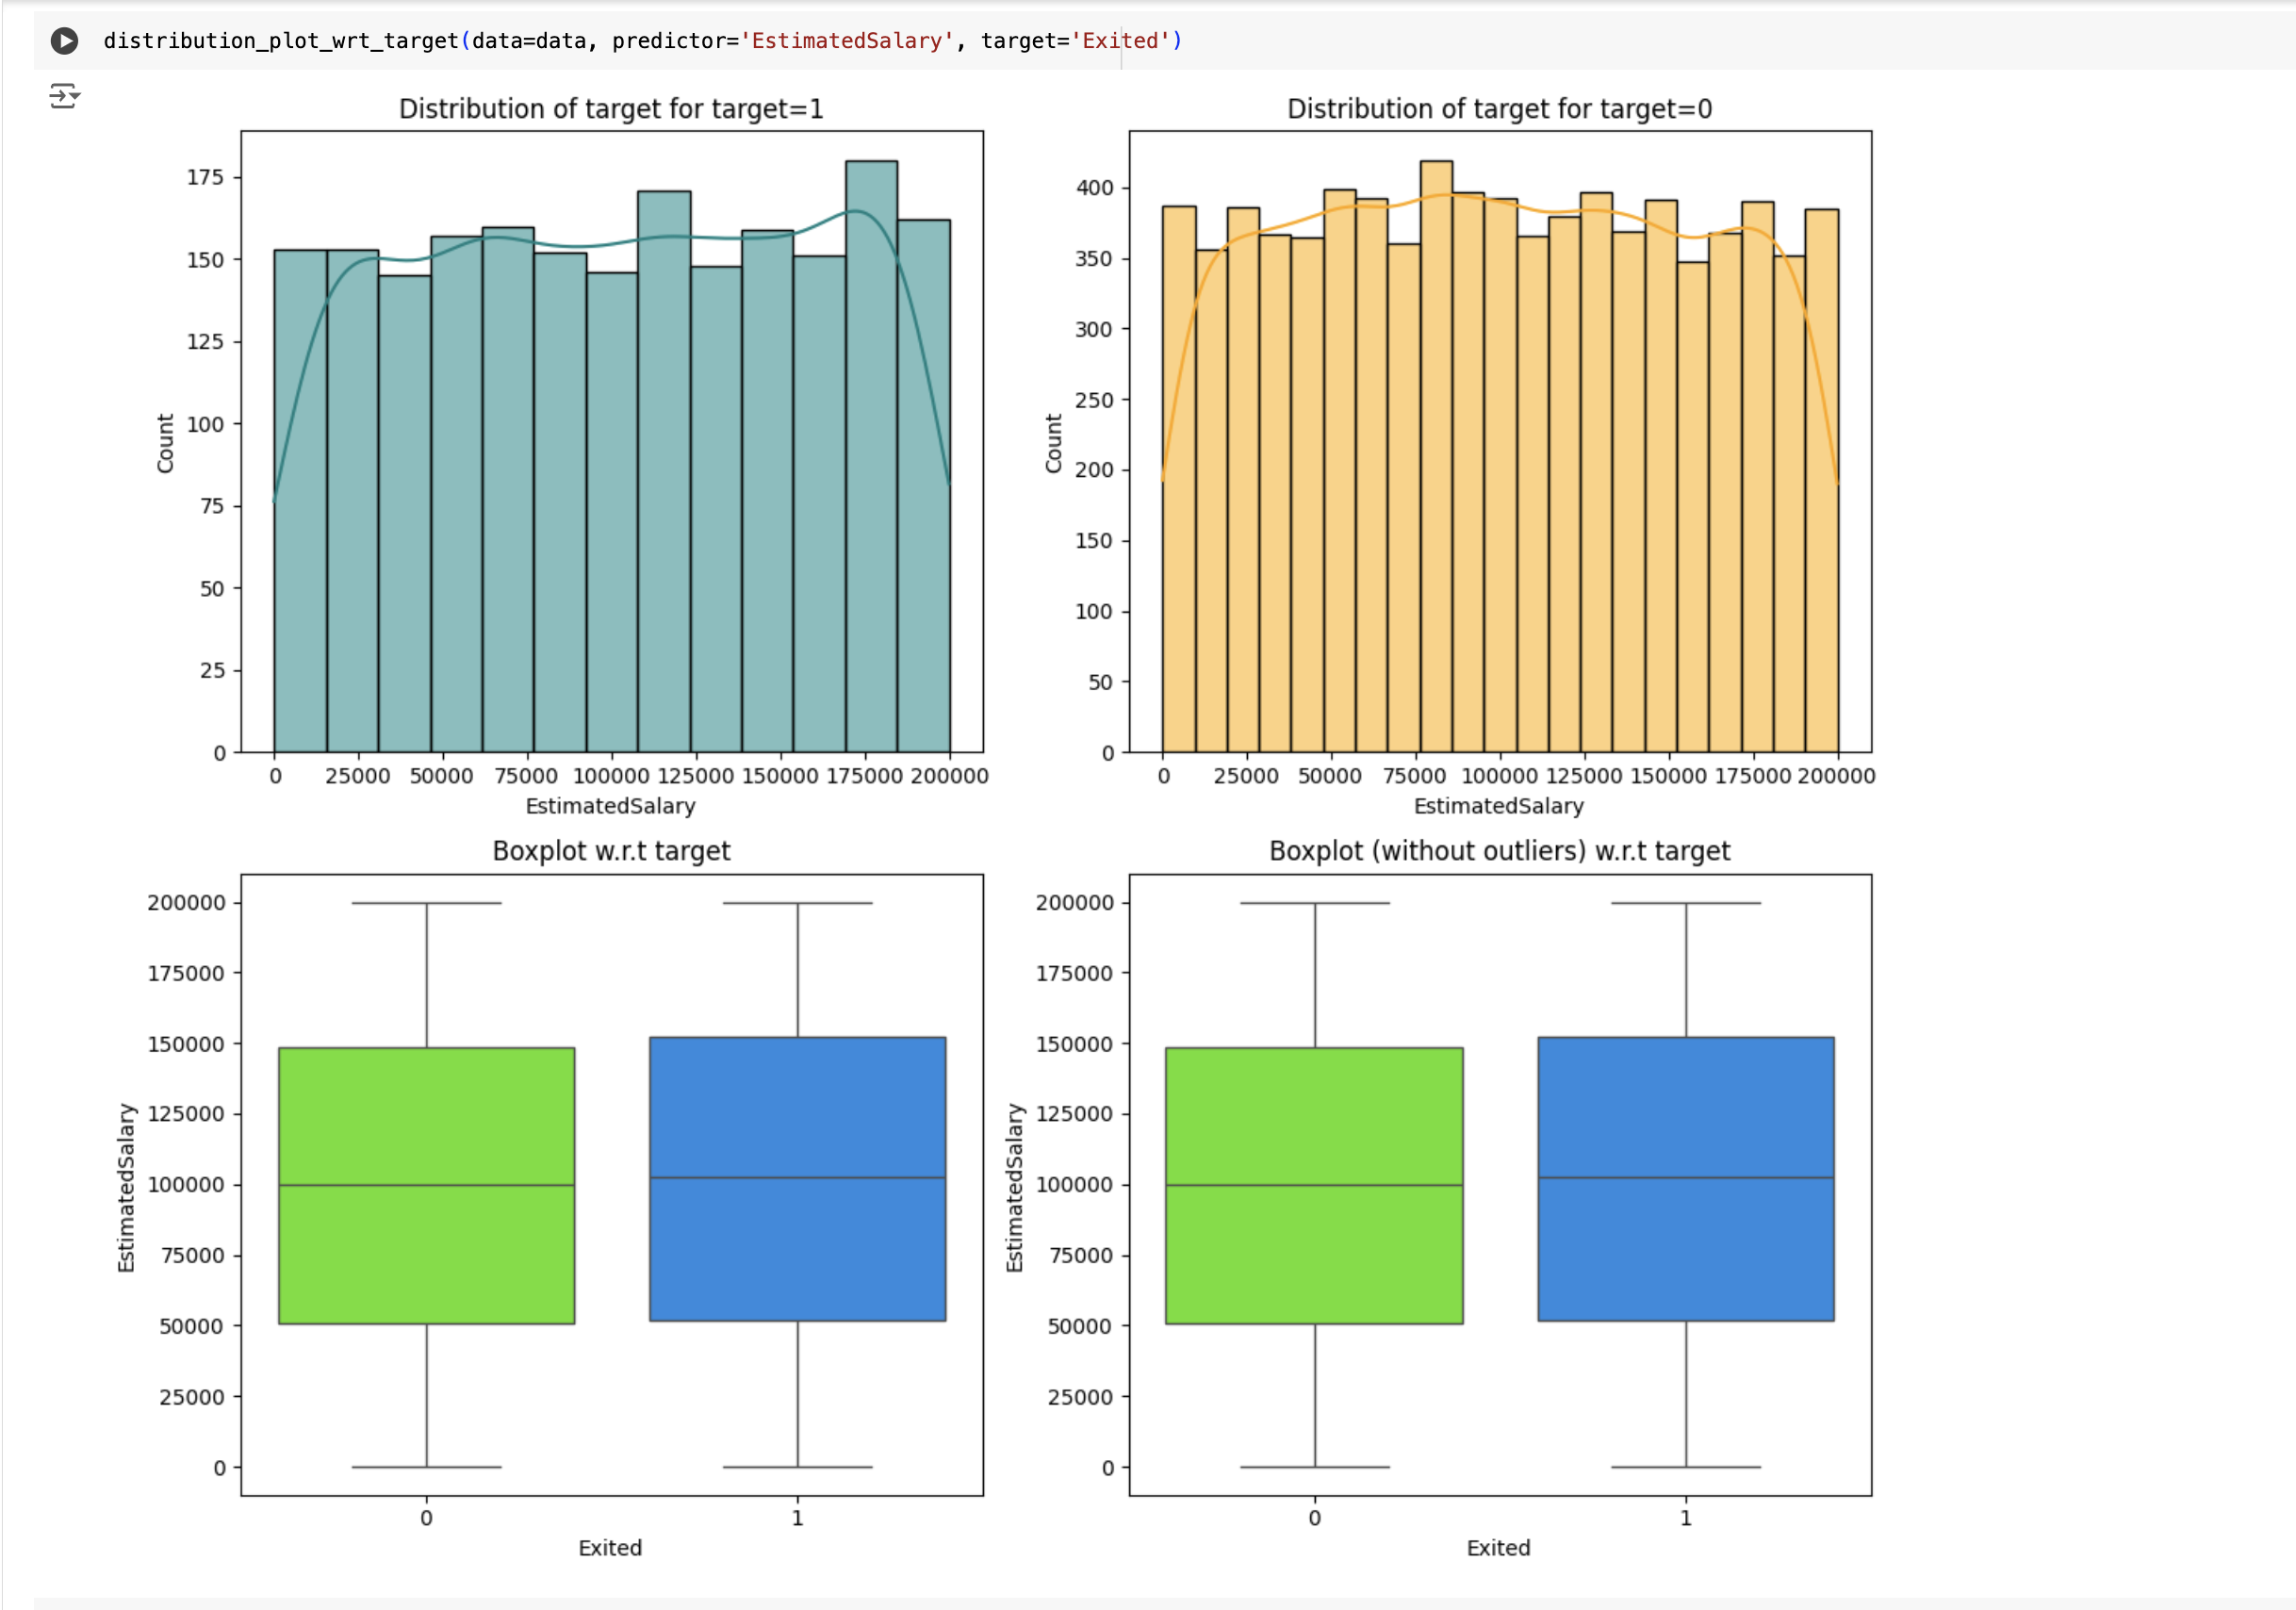 distribution_plot_wrt_target(data=data, predictor='EstimatedSalary', target='Exited')
Distribution of target for target=1
175
150
125
100
75
50
25
0
Count
0 25000 50000 75000 100000 125000 150000 175000 200000
EstimatedSalary
Distribution of target for target=0
400
350
300
250
200
150
100
50
0
Count
0 25000 50000 75000 100000 125000 150000 175000 200000
EstimatedSalary
Boxplot w.r.t target
200000
175000
150000
125000
100000
75000
50000
25000
0
EstimatedSalary
0 1
Exited
Boxplot (without outliers) w.r.t target
200000
175000
150000
125000
100000
75000
50000
25000
0
EstimatedSalary
0 1
Exited